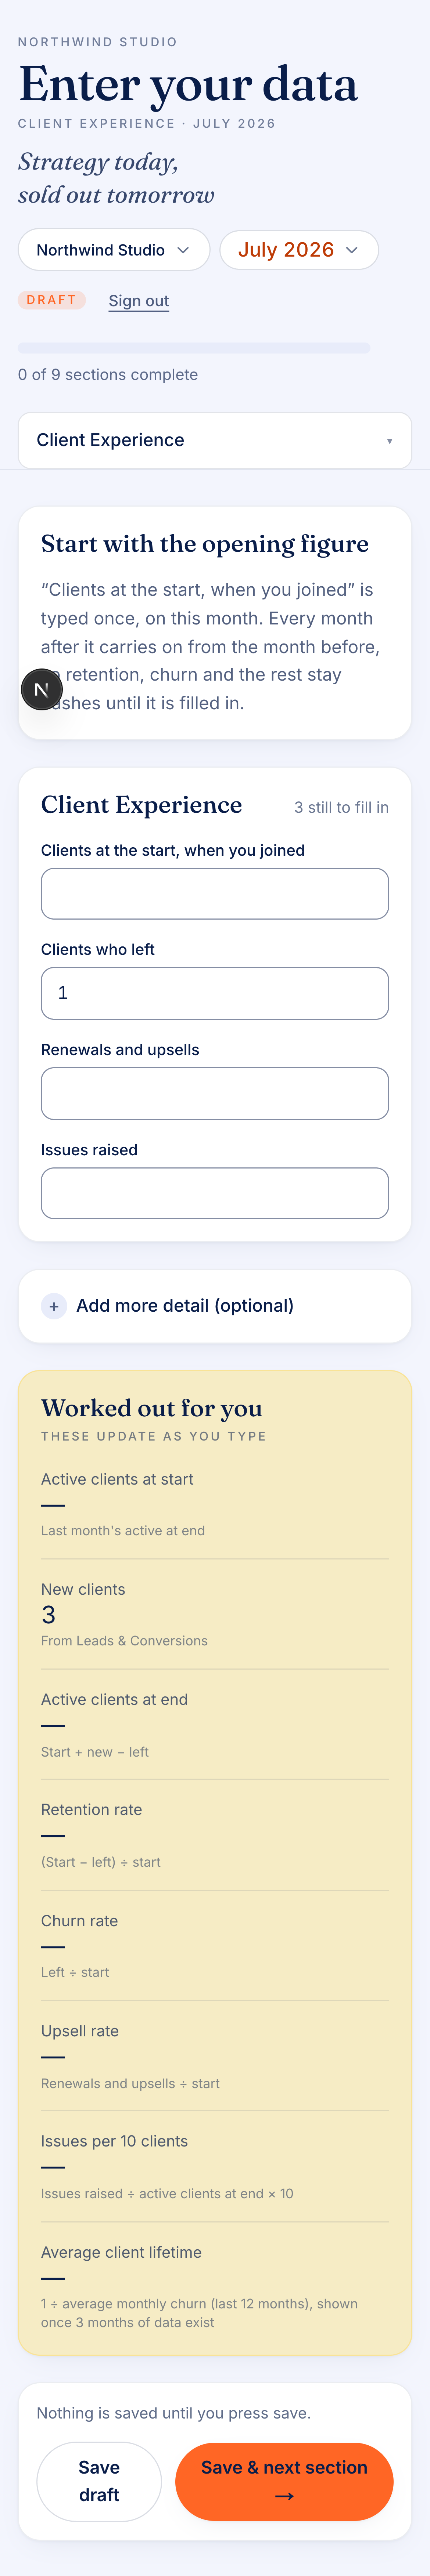 NORTHWIND STUDIO
Enter your data
CLIENT EXPERIENCE · JULY 2026
Strategy today,
sold out tomorrow
Northwind Studio
July 2026
DRAFT
Sign out
0 of 9 sections complete
Client Experience
Start with the opening figure
“Clients at the start, when you joined” is
typed once, on this month. Every month
after it carries on from the month before,
retention, churn and the rest stay
until it is filled in.
N
Client Experience
3 still to fill in
Clients at the start, when you joined
Clients who left
1
Renewals and upsells
Issues raised
+ Add more detail (optional)
Worked out for you
THESE UPDATE AS YOU TYPE
Active clients at start
—
Last month's active at end
New clients
3
From Leads & Conversions
Active clients at end
—
Start + new − left
Retention rate
—
(Start − left) ÷ start
Churn rate
—
Left ÷ start
Upsell rate
—
Renewals and upsells ÷ start
Issues per 10 clients
—
Issues raised ÷ active clients at end × 10
Average client lifetime
—
1 ÷ average monthly churn (last 12 months), shown
once 3 months of data exist
Nothing is saved until you press save.
Save
draft
Save & next section
→